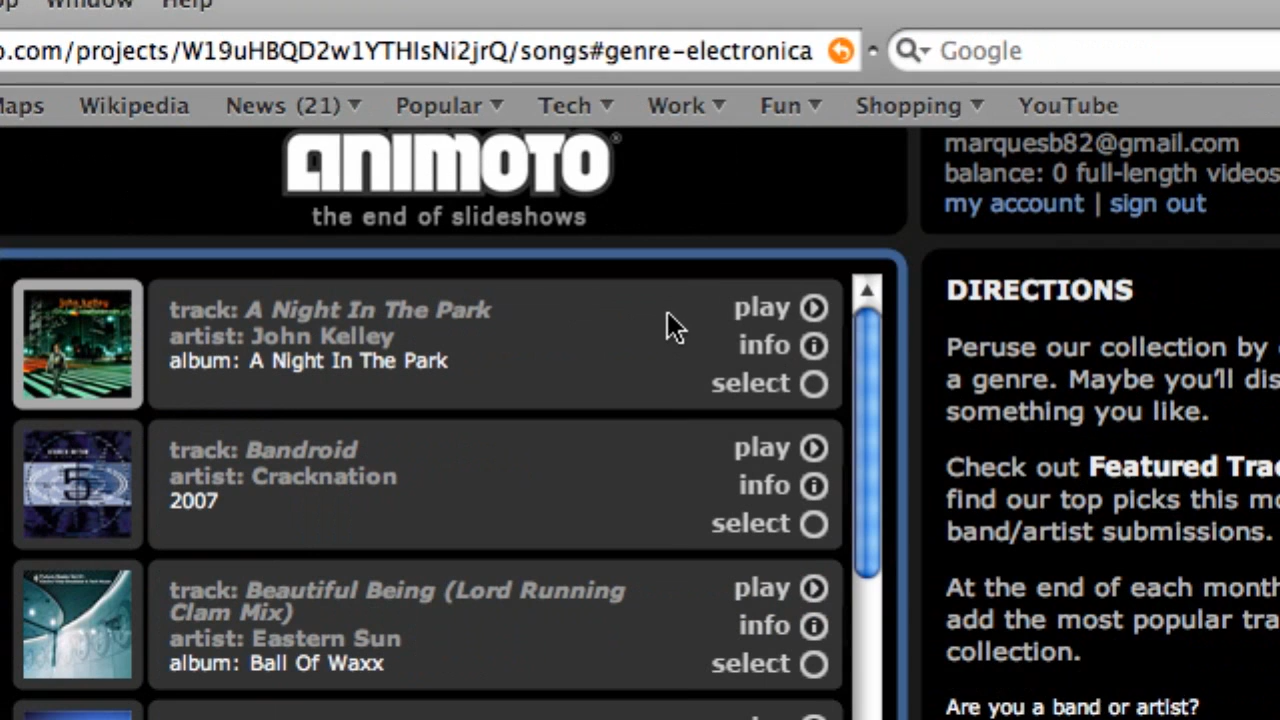 Window Help
o.com/projects/W19uHBQD2w1YTHIsNi2jrQ/songs#genre-electronica
Google
Maps Wikipedia News (21) Popular Tech Work Fun Shopping YouTube
animoto®
the end of slideshows
marquesb82@gmail.com
balance: 0 full-length videos
my account | sign out
track: A Night In The Park
artist: John Kelley
album: A Night In The Park
play
info
select
track: Bandroid
artist: Cracknation
2007
play
info
select
track: Beautiful Being (Lord Running
Clam Mix)
artist: Eastern Sun
album: Ball Of Waxx
play
info
select
DIRECTIONS
Peruse our collection by
a genre. Maybe you'll dis
something you like.
Check out Featured Trac
find our top picks this mo
band/artist submissions.
At the end of each month
add the most popular tra
collection.
Are you a band or artist?